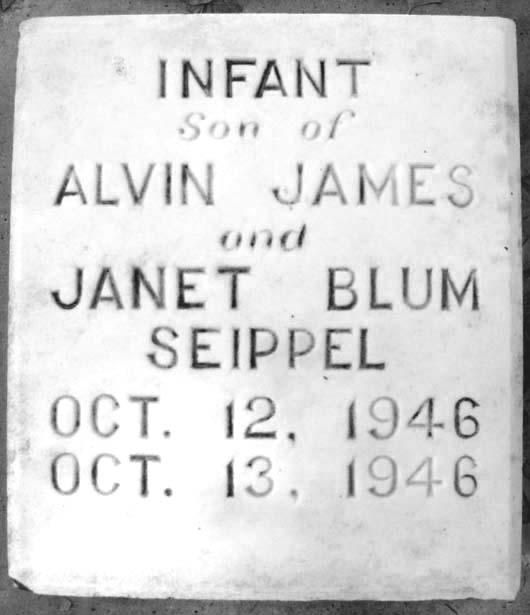 INFANT
Son of
ALVIN JAMES
and
JANET BLUM
SEIPPEL
OCT. 12, 1946
OCT. 13, 1946